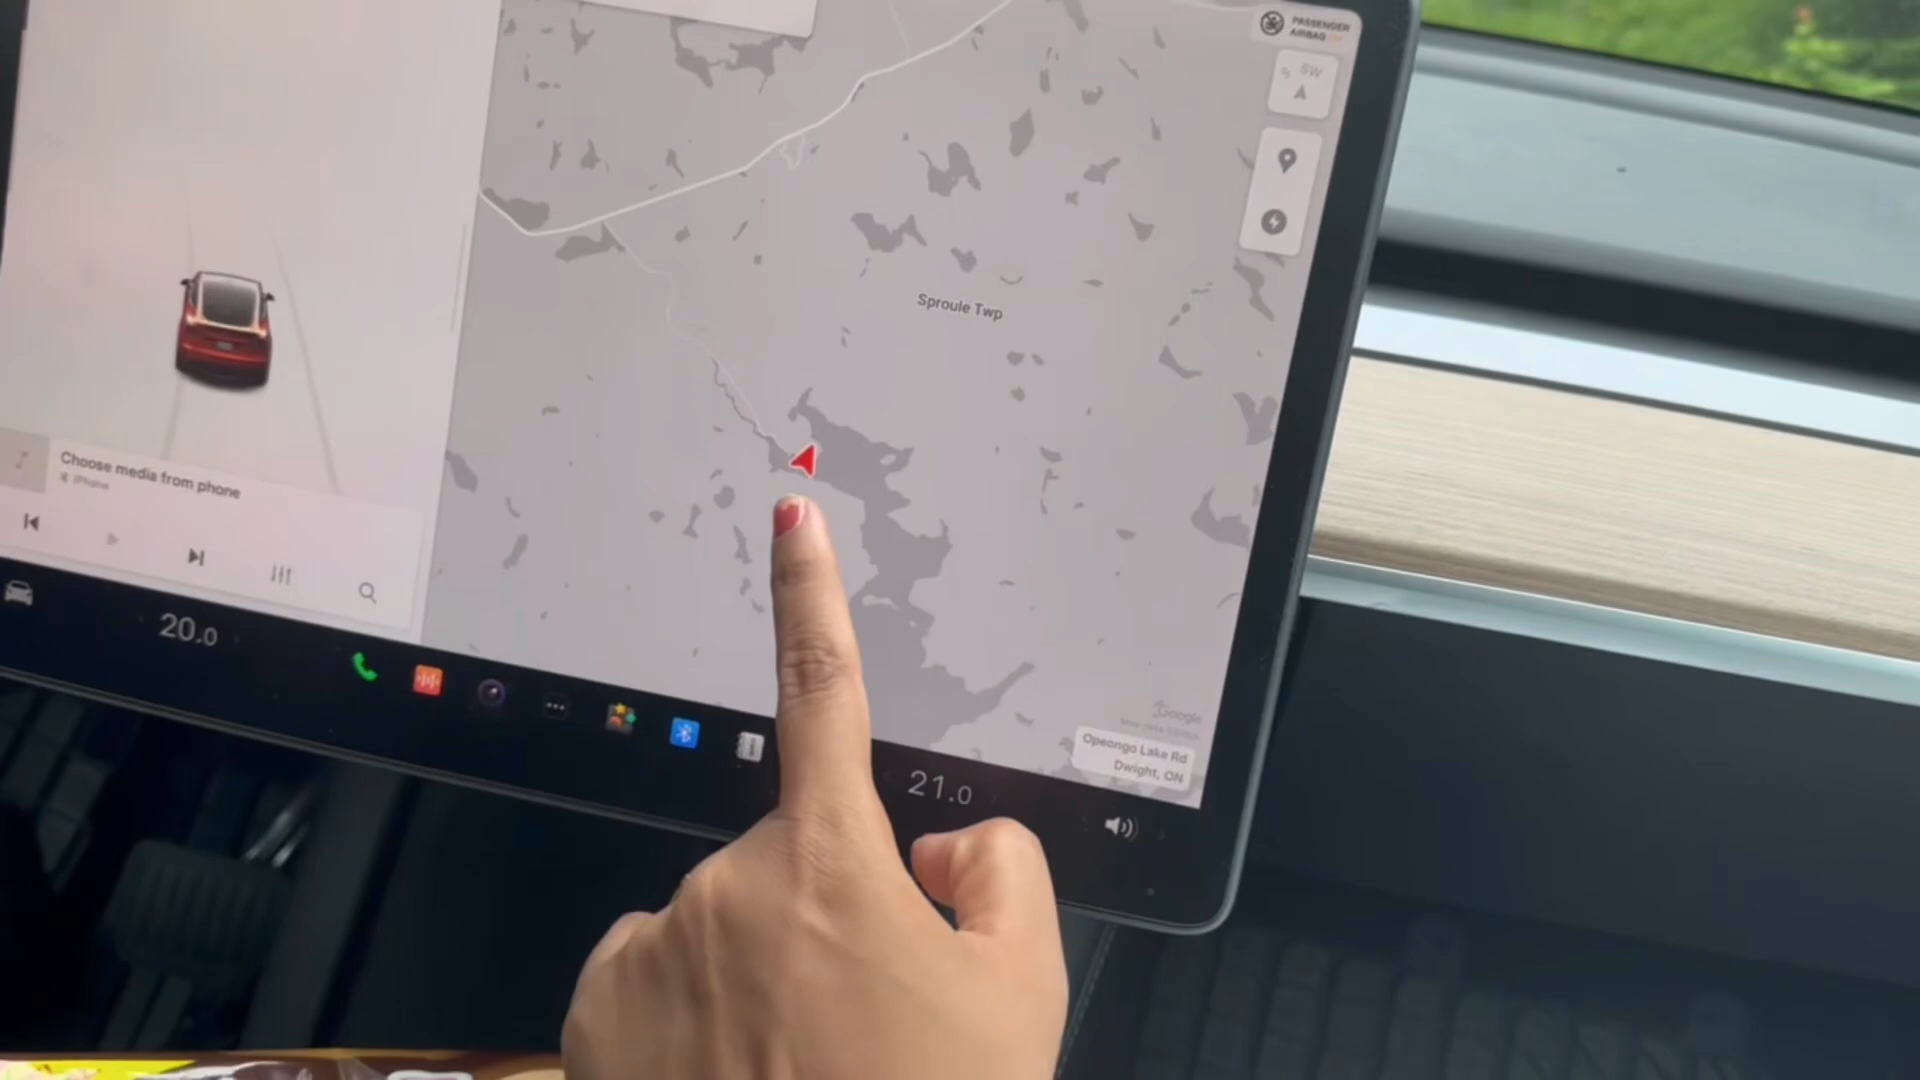 PASSENGER
AIRBAG
SW
Sproule Twp
Choose media from phone
iPhone
20.0
21.0
Google
Opeongo Lake Rd
Dwight, ON